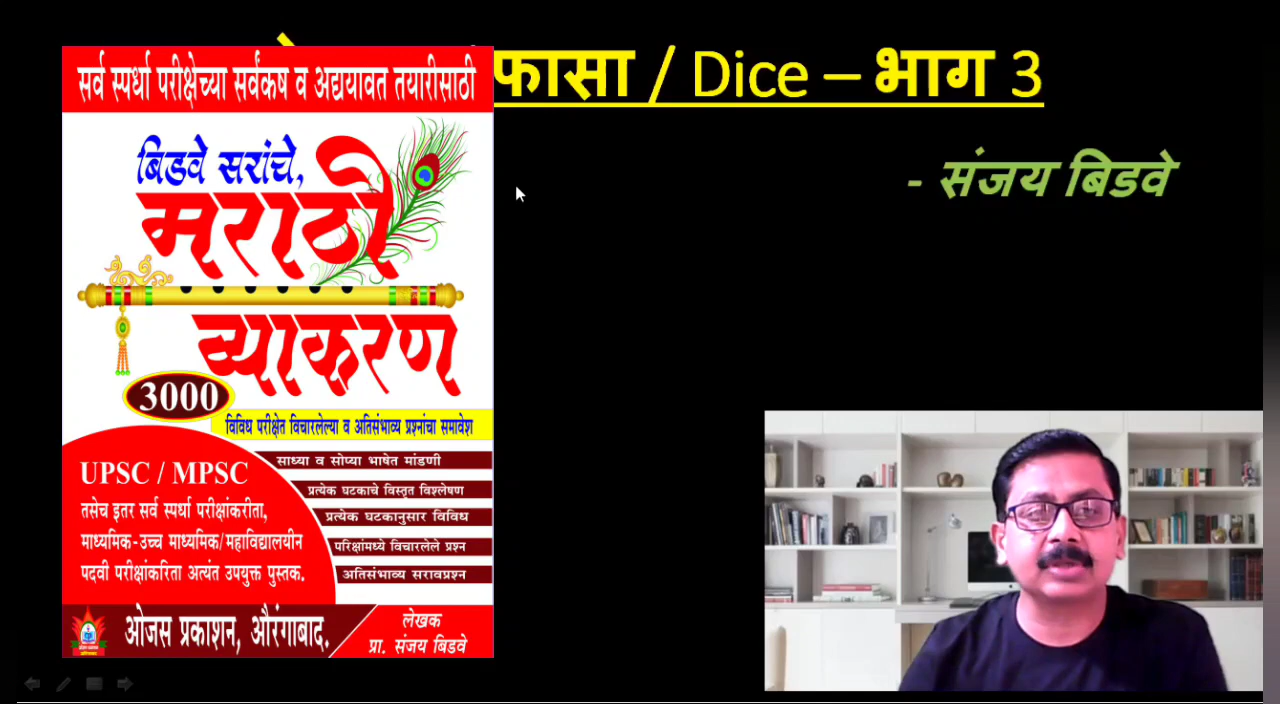 फासा / Dice – भाग 3
- संजय बिडवे
सर्व स्पर्धा परीक्षेच्या सर्वंकष व अद्ययावत तयारीसाठी
बिडवे सरांचे,
मराठी
व्याकरण
3000
विविध परीक्षेत विचारलेल्या व अतिसंभाव्य प्रश्नांचा समावेश
साध्या व सोप्या भाषेत मांडणी
प्रत्येक घटकाचे विस्तृत विश्लेषण
प्रत्येक घटकानुसार विविध
परिक्षांमध्ये विचारलेले प्रश्न
अतिसंभाव्य सरावप्रश्न
UPSC / MPSC
तसेच इतर सर्व स्पर्धा परीक्षांकरीता,
माध्यमिक-उच्च माध्यमिक/महाविद्यालयीन
पदवी परीक्षांकरिता अत्यंत उपयुक्त पुस्तक.
ओजस प्रकाशन, औरंगाबाद.
लेखक
प्रा. संजय बिडवे